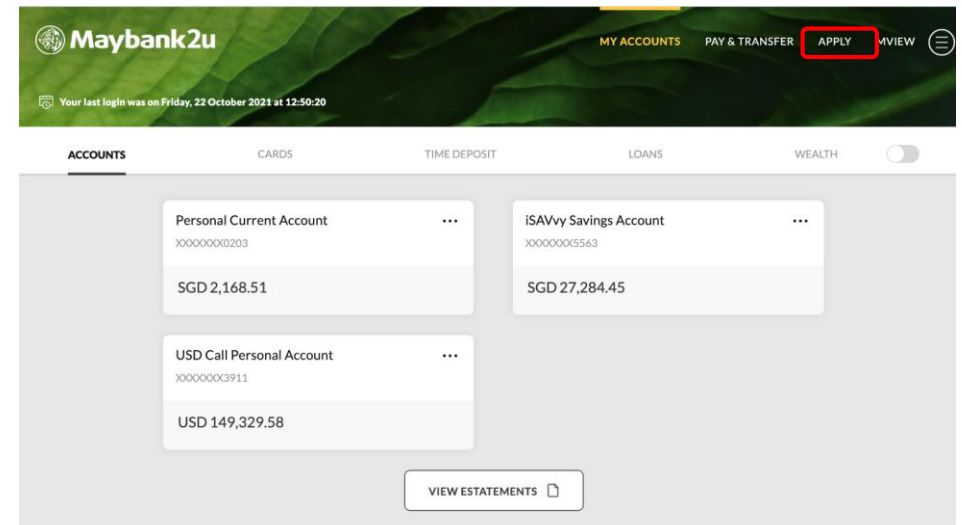 Maybank2u
MY ACCOUNTS PAY & TRANSFER APPLY MVIEW
Your last login was on Friday, 22 October 2021 at 12:50:20
ACCOUNTS CARDS TIME DEPOSIT LOANS WEALTH
Personal Current Account ...
XXXXXXX0203
SGD 2,168.51
iSAVvy Savings Account ...
XXXXXXX5563
SGD 27,284.45
USD Call Personal Account ...
XXXXXXX3911
USD 149,329.58
VIEW ESTATEMENTS